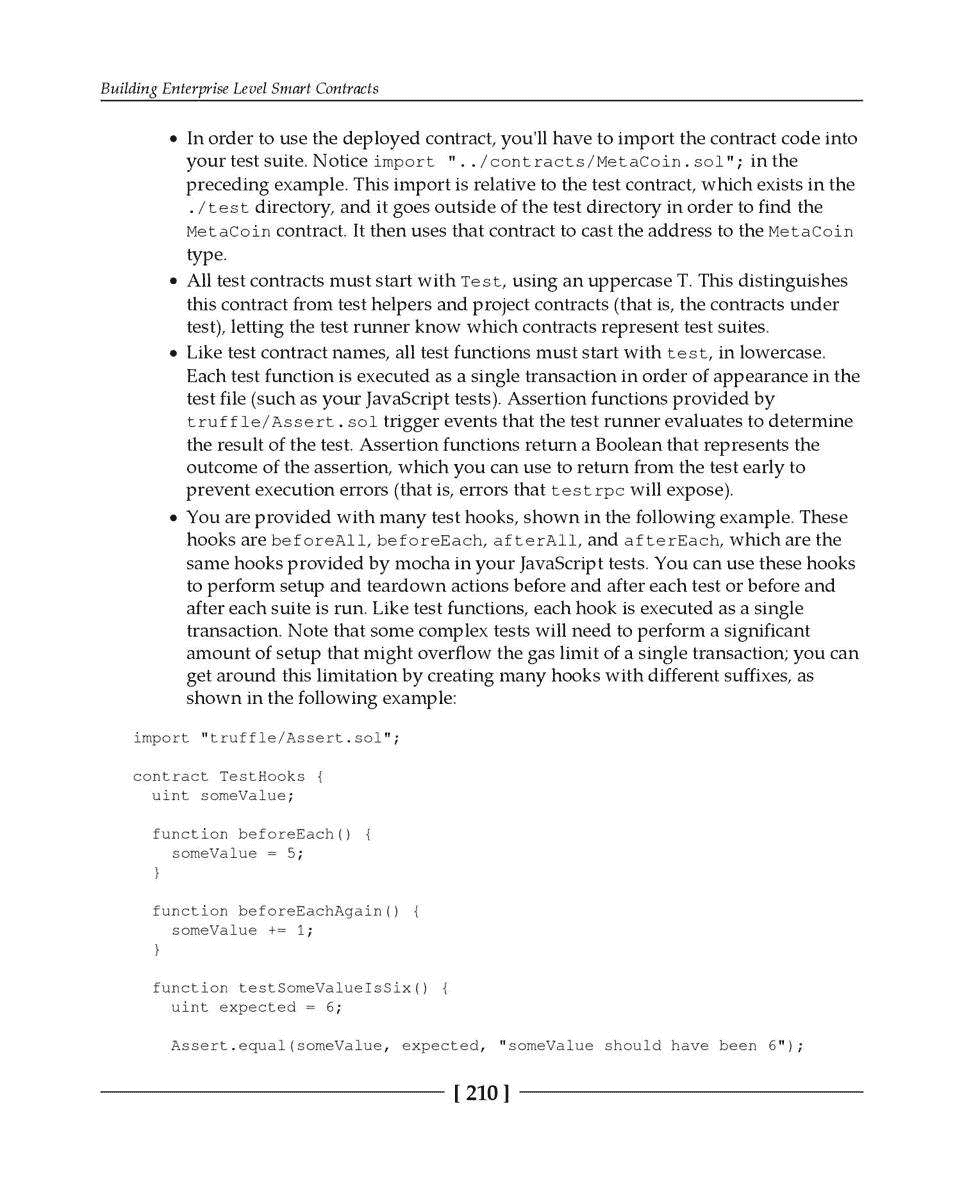 Building Enterprise Level Smart Contracts
• In order to use the deployed contract, you'll have to import the contract code into
your test suite. Notice import "../contracts/MetaCoin.sol"; in the
preceding example. This import is relative to the test contract, which exists in the
./test directory, and it goes outside of the test directory in order to find the
MetaCoin contract. It then uses that contract to cast the address to the MetaCoin
type.
• All test contracts must start with Test, using an uppercase T. This distinguishes
this contract from test helpers and project contracts (that is, the contracts under
test), letting the test runner know which contracts represent test suites.
• Like test contract names, all test functions must start with test, in lowercase.
Each test function is executed as a single transaction in order of appearance in the
test file (such as your JavaScript tests). Assertion functions provided by
truffle/Assert.sol trigger events that the test runner evaluates to determine
the result of the test. Assertion functions return a Boolean that represents the
outcome of the assertion, which you can use to return from the test early to
prevent execution errors (that is, errors that testrpc will expose).
• You are provided with many test hooks, shown in the following example. These
hooks are beforeAll, beforeEach, afterAll, and afterEach, which are the
same hooks provided by mocha in your JavaScript tests. You can use these hooks
to perform setup and teardown actions before and after each test or before and
after each suite is run. Like test functions, each hook is executed as a single
transaction. Note that some complex tests will need to perform a significant
amount of setup that might overflow the gas limit of a single transaction; you can
get around this limitation by creating many hooks with different suffixes, as
shown in the following example:
import "truffle/Assert.sol";
contract TestHooks {
uint someValue;
function beforeEach() {
someValue = 5;
}
function beforeEachAgain() {
someValue += 1;
}
function testSomeValueIsSix() {
uint expected = 6;
Assert.equal(someValue, expected, "someValue should have been 6");
[ 210 ]